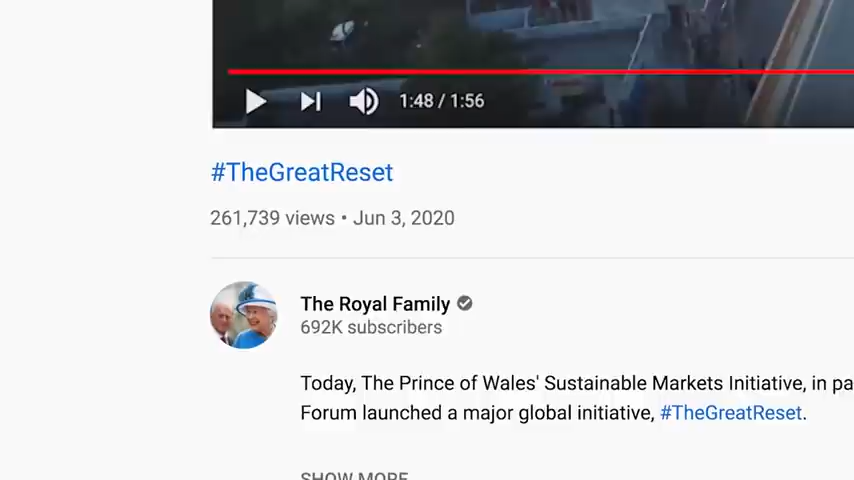 1:48 / 1:56
#TheGreatReset
261,739 views • Jun 3, 2020
The Royal Family
692K subscribers
Today, The Prince of Wales' Sustainable Markets Initiative, in pa
Forum launched a major global initiative, #TheGreatReset.
SHOW MORE